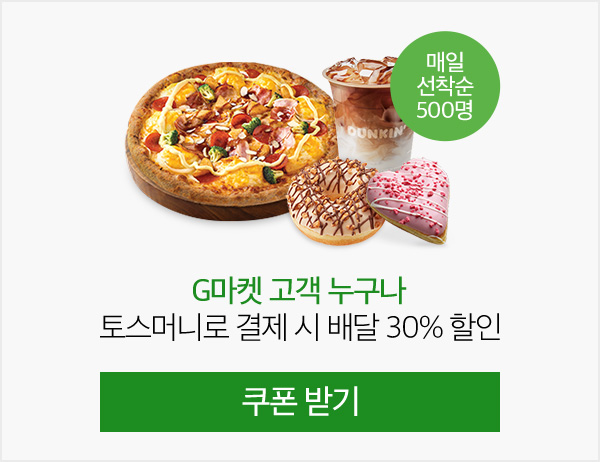 매일
선착순
500명
DUNKIN'
G마켓 고객 누구나
토스머니로 결제 시 배달 30% 할인
쿠폰 받기